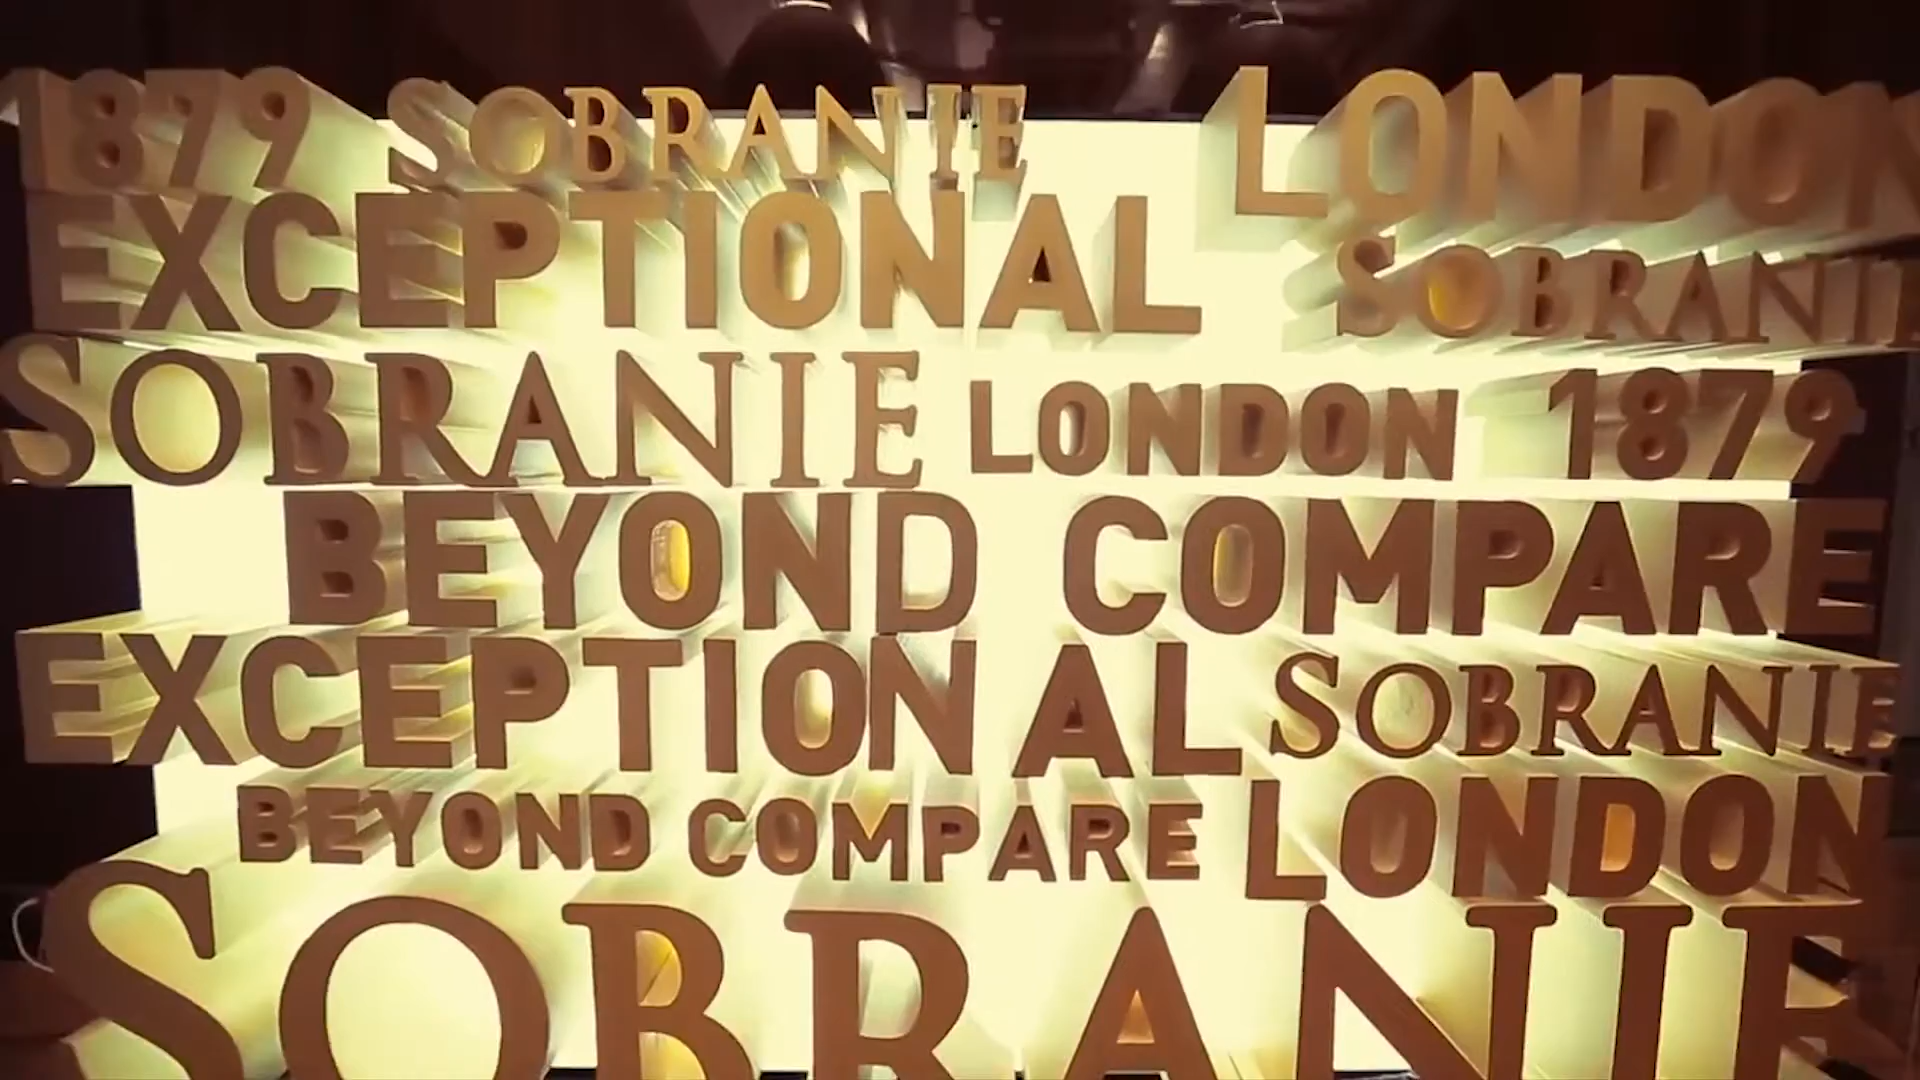 1879 SOBRANIE LONDON
EXCEPTIONAL SOBRANIE
SOBRANIE LONDON 1879
BEYOND COMPARE
EXCEPTIONAL SOBRANIE
BEYOND COMPARE LONDON
SOBRANIE